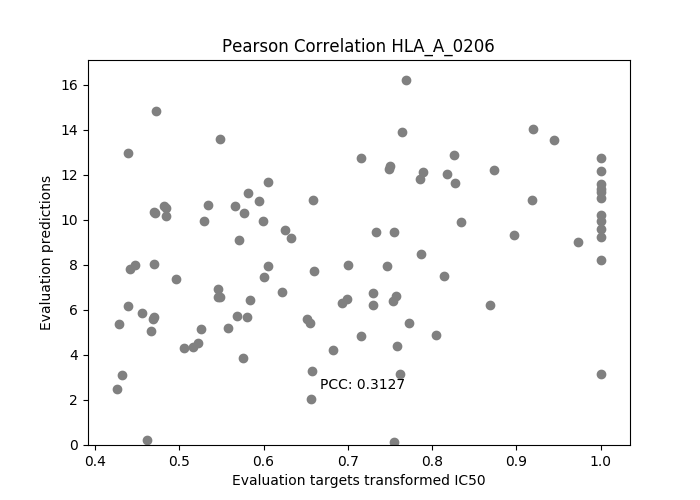 Pearson Correlation HLA_A_0206
Evaluation predictions
16
14
12
10
8
6
4
2
0
PCC: 0.3127
0.4 0.5 0.6 0.7 0.8 0.9 1.0
Evaluation targets transformed IC50